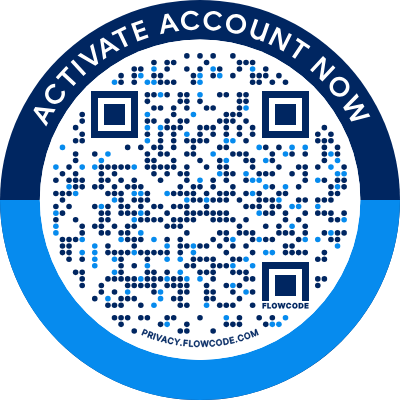 ACTIVATE ACCOUNT NOW
FLOWCODE
PRIVACY.FLOWCODE.COM